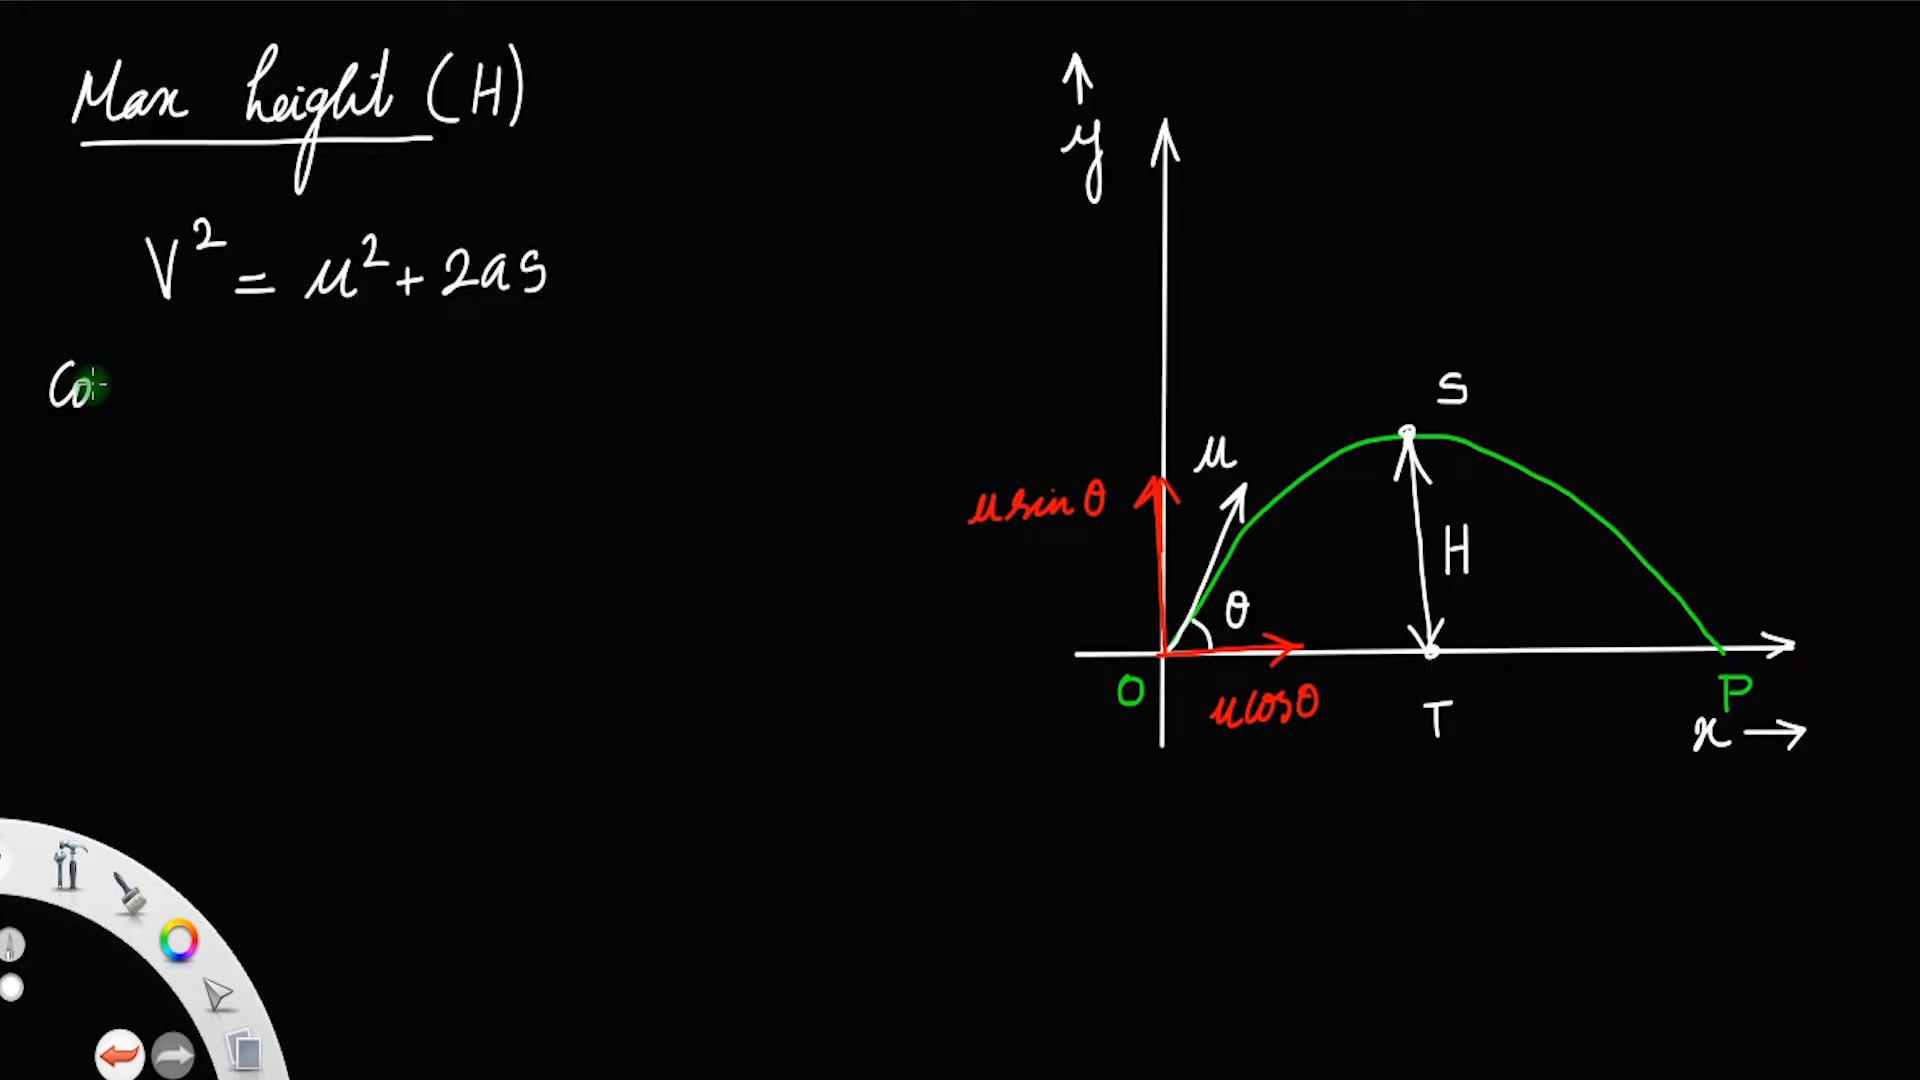 Max height (H)
V² = u² + 2as
Co
↑
y
S
u
u sin θ
H
θ
O
u cos θ
T
P
x →